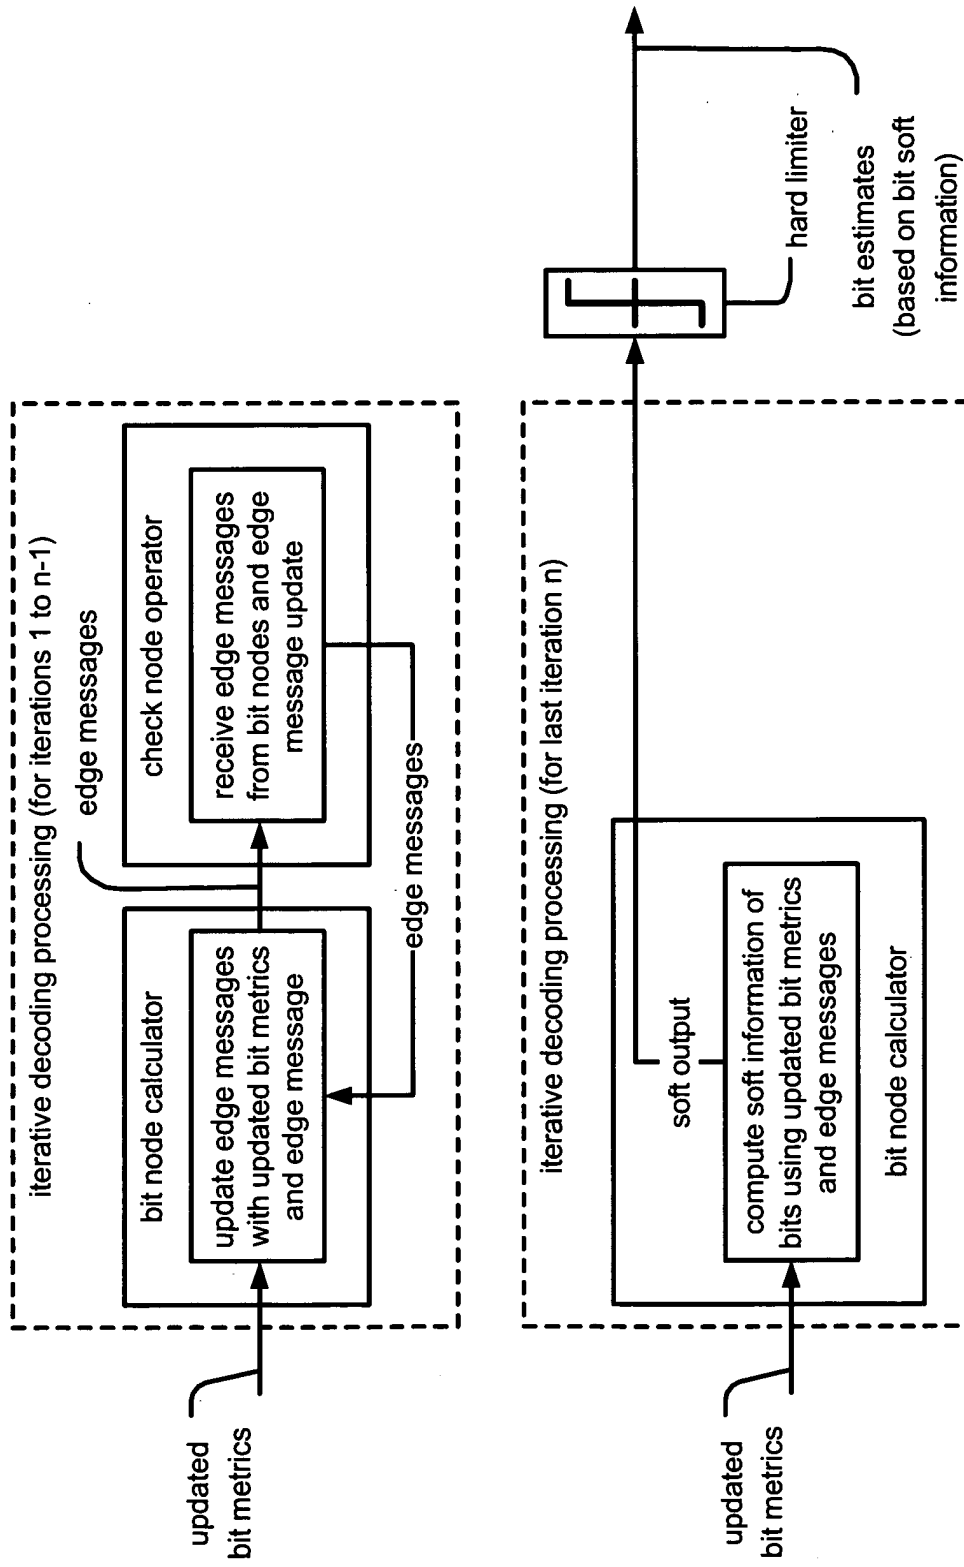 iterative decoding processing (for iterations 1 to n-1)
edge messages
bit node calculator
update edge messages
with updated bit metrics
and edge message
check node operator
receive edge messages
from bit nodes and edge
message update
edge messages
updated
bit metrics
iterative decoding processing (for last iteration n)
soft output
compute soft information of
bits using updated bit metrics
and edge messages
bit node calculator
updated
bit metrics
hard limiter
bit estimates
(based on bit soft
information)